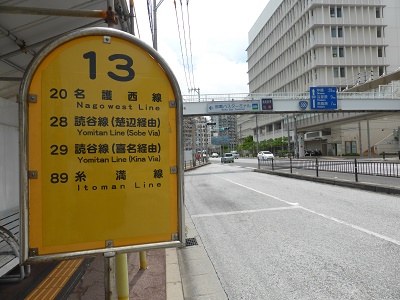 13
20 名護西線
Nagowest Line
28 読谷線(楚辺経由)
Yomitan Line (Sobe Via)
29 読谷線(喜名経由)
Yomitan Line (Kina Via)
89 糸満線
Itoman Line